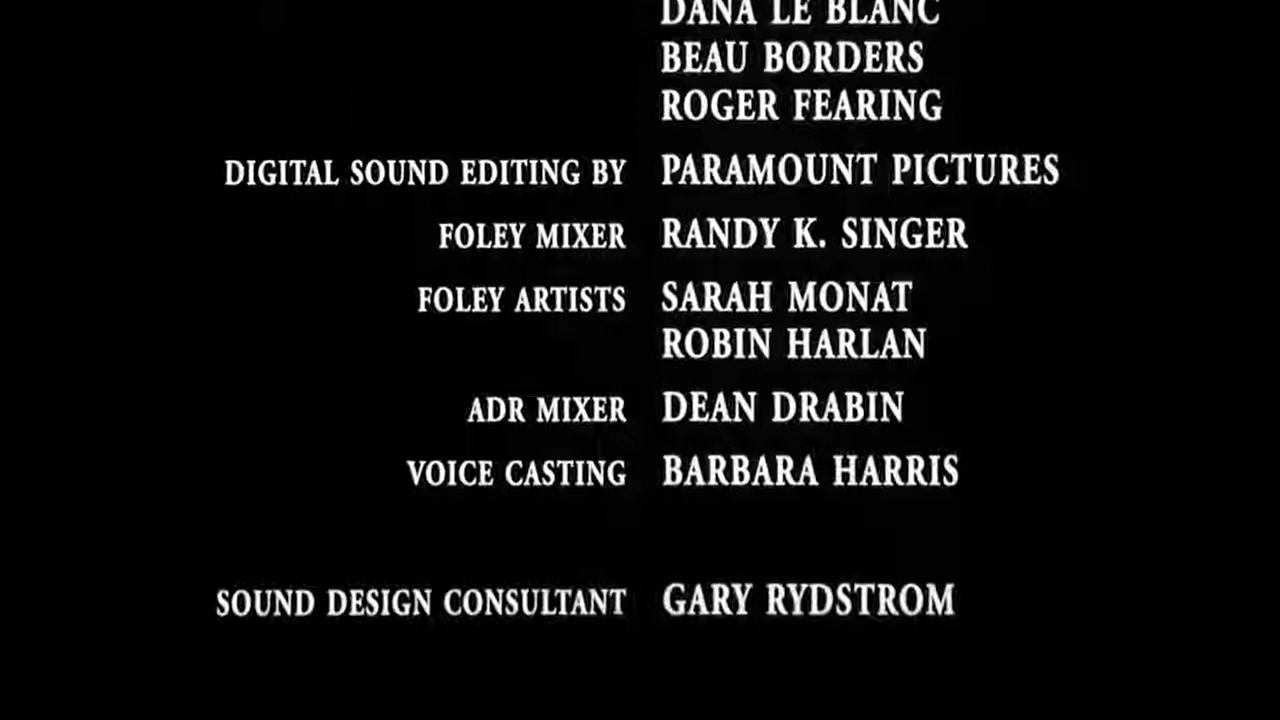 DANA LE BLANC
BEAU BORDERS
ROGER FEARING
DIGITAL SOUND EDITING BY PARAMOUNT PICTURES
FOLEY MIXER RANDY K. SINGER
FOLEY ARTISTS SARAH MONAT
ROBIN HARLAN
ADR MIXER DEAN DRABIN
VOICE CASTING BARBARA HARRIS
SOUND DESIGN CONSULTANT GARY RYDSTROM